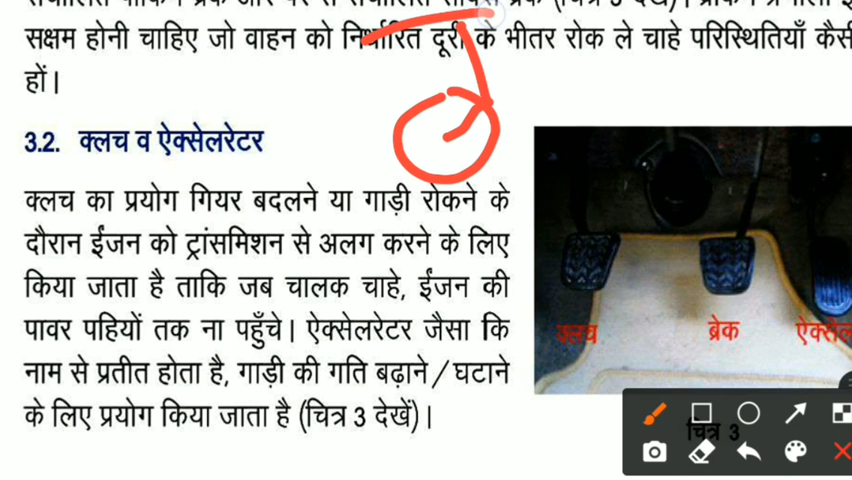 सक्षम होनी चाहिए जो वाहन को निर्धारित दूरी के भीतर रोक ले चाहे परिस्थितियाँ कैसी
हों।
3.2. क्लच व ऐक्सेलरेटर
क्लच का प्रयोग गियर बदलने या गाड़ी रोकने के
दौरान ईंजन को ट्रांसमिशन से अलग करने के लिए
किया जाता है ताकि जब चालक चाहे, ईंजन की
पावर पहियों तक ना पहुँचे। ऐक्सेलरेटर जैसा कि
नाम से प्रतीत होता है, गाड़ी की गति बढ़ाने/घटाने
के लिए प्रयोग किया जाता है (चित्र 3 देखें)।
क्लच ब्रेक ऐक्सेल
चित्र 3